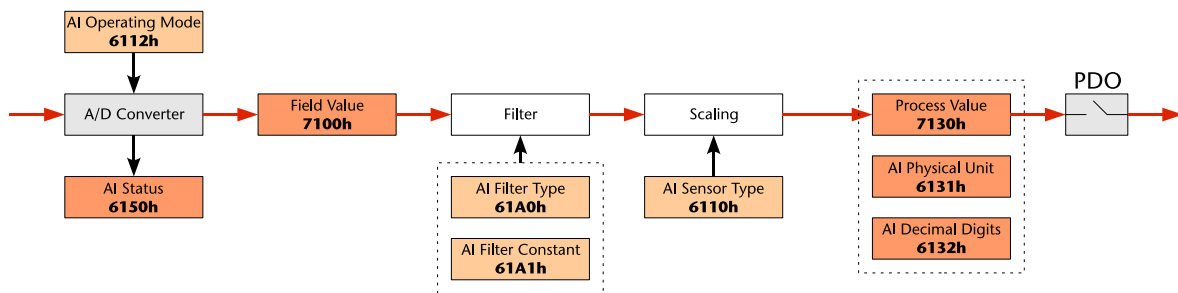 AI Operating Mode
6112h
PDO
A/D Converter
Field Value
7100h
Filter
Scaling
Process Value
7130h
AI Status
6150h
AI Filter Type
61A0h
AI Sensor Type
6110h
AI Physical Unit
6131h
AI Filter Constant
61A1h
AI Decimal Digits
6132h